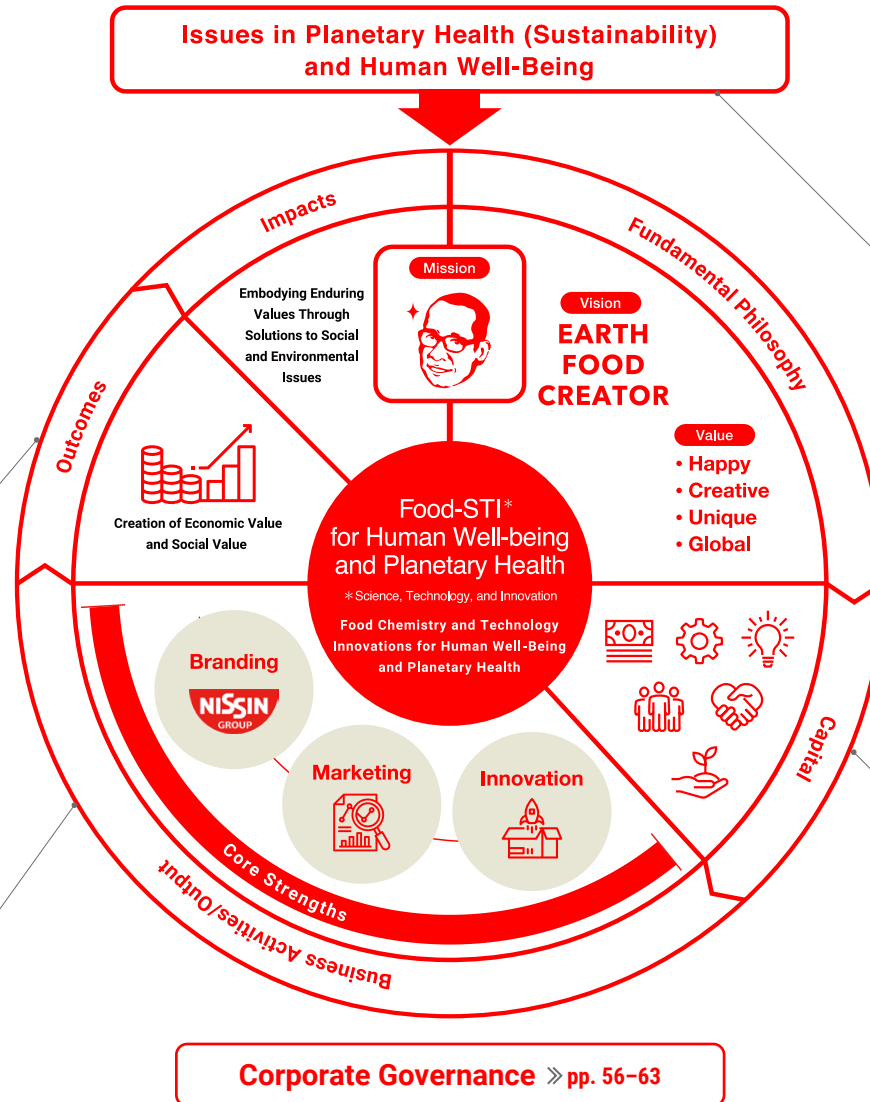 Issues in Planetary Health (Sustainability)
and Human Well-Being
Impacts
Fundamental Philosophy
Mission
Vision
EARTH
FOOD
CREATOR
Value
• Happy
• Creative
• Unique
• Global
Embodying Enduring
Values Through
Solutions to Social
and Environmental
Issues
Outcomes
Creation of Economic Value
and Social Value
Food-STI*
for Human Well-being
and Planetary Health
*Science, Technology, and Innovation
Food Chemistry and Technology
Innovations for Human Well-Being
and Planetary Health
Capital
Branding
NISSIN
GROUP
Marketing
Innovation
Core Strengths
Business Activities/Output
Corporate Governance » pp. 56–63